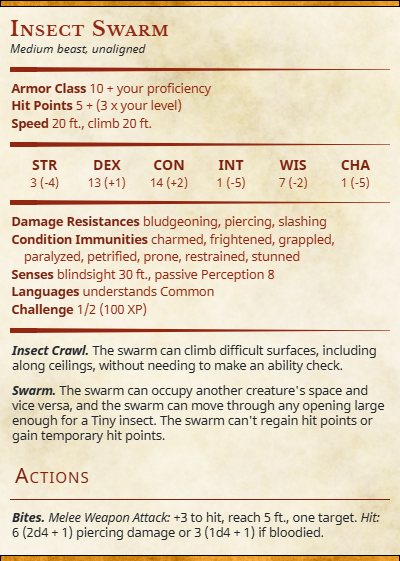 Insect Swarm
Medium beast, unaligned
Armor Class 10 + your proficiency
Hit Points 5 + (3 x your level)
Speed 20 ft., climb 20 ft.
STR DEX CON INT WIS CHA
3 (-4) 13 (+1) 14 (+2) 1 (-5) 7 (-2) 1 (-5)
Damage Resistances bludgeoning, piercing, slashing
Condition Immunities charmed, frightened, grappled,
paralyzed, petrified, prone, restrained, stunned
Senses blindsight 30 ft., passive Perception 8
Languages understands Common
Challenge 1/2 (100 XP)
Insect Crawl. The swarm can climb difficult surfaces, including
along ceilings, without needing to make an ability check.
Swarm. The swarm can occupy another creature's space and
vice versa, and the swarm can move through any opening large
enough for a Tiny insect. The swarm can't regain hit points or
gain temporary hit points.
Actions
Bites. Melee Weapon Attack: +3 to hit, reach 5 ft., one target. Hit:
6 (2d4 + 1) piercing damage or 3 (1d4 + 1) if bloodied.